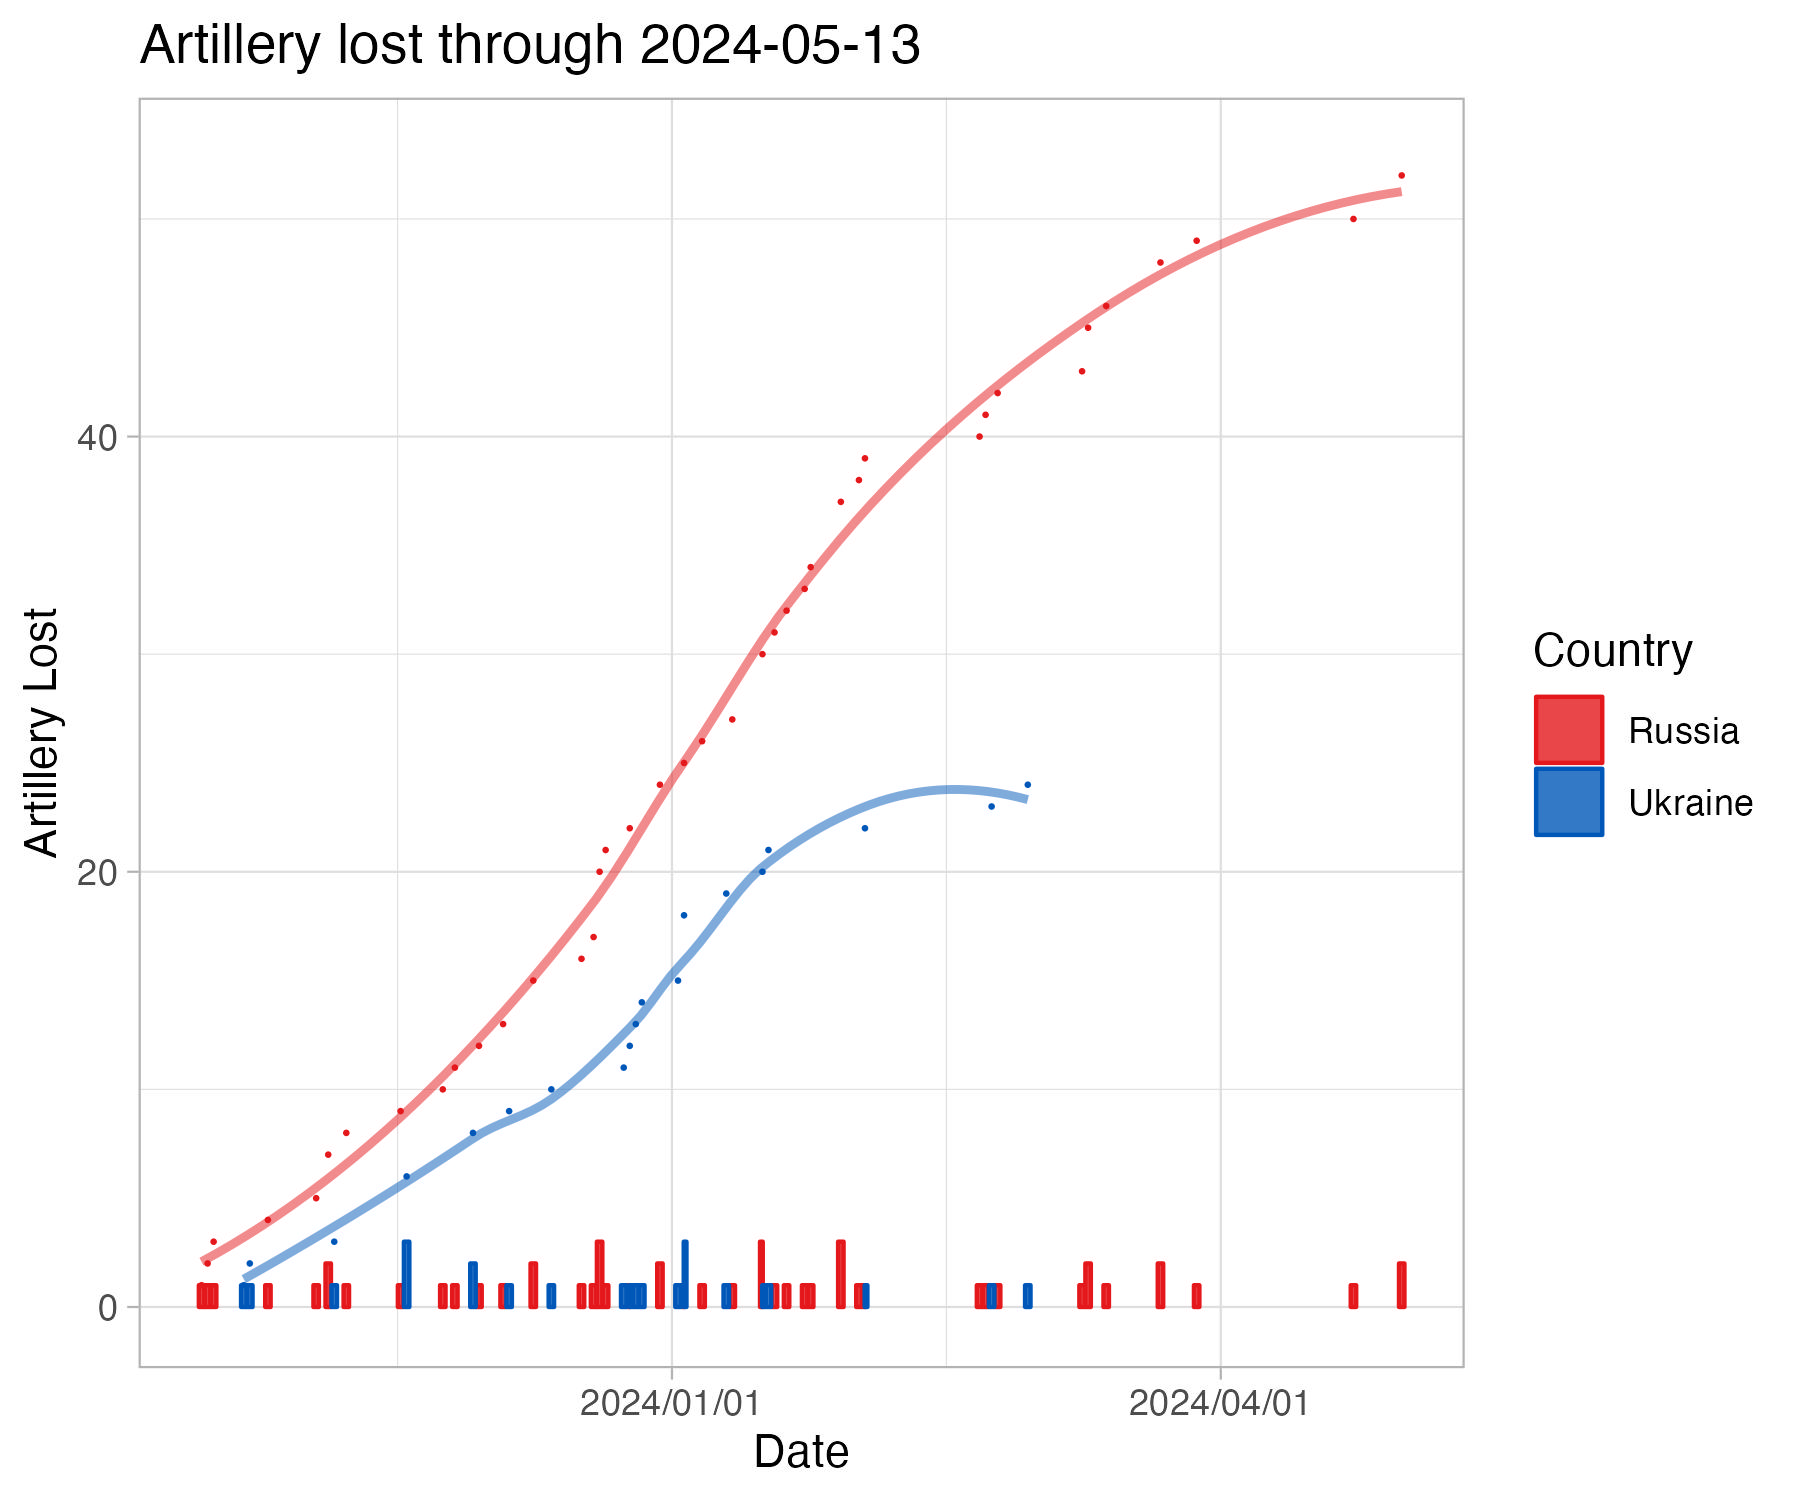 Artillery lost through 2024-05-13
Artillery Lost
40
20
0
2024/01/01
2024/04/01
Date
Country
Russia
Ukraine